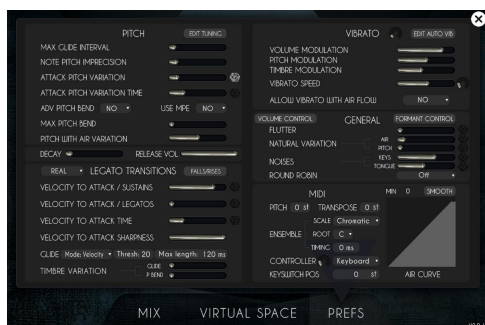 PITCH
EDIT TUNING
MAX GLIDE INTERVAL
NOTE PITCH IMPRECISION
ATTACK PITCH VARIATION
ATTACK PITCH VARIATION TIME
ADV PITCH BEND NO USE MPE NO
MAX PITCH BEND
PITCH WITH AIR VARIATION
DECAY RELEASE VOL
REAL LEGATO TRANSITIONS FALLS/RISES
VELOCITY TO ATTACK / SUSTAINS
VELOCITY TO ATTACK / LEGATOS
VELOCITY TO ATTACK TIME
VELOCITY TO ATTACK SHARPNESS
GLIDE Mode: Velocity Thresh: 20 Max length: 120 ms
TIMBRE VARIATION GLIDE
P BEND
VIBRATO EDIT AUTO VIB
VOLUME MODULATION
PITCH MODULATION
TIMBRE MODULATION
VIBRATO SPEED
ALLOW VIBRATO WITH AIR FLOW NO
VOLUME CONTROL GENERAL FORMANT CONTROL
FLUTTER
NATURAL VARIATION AIR
PITCH
NOISES KEYS
TONGUE
ROUND ROBIN Off
MIDI
MIN 0 SMOOTH
PITCH 0 st TRANSPOSE 0 st
SCALE Chromatic
ENSEMBLE ROOT C
TIMING 0 ms
CONTROLLER Keyboard
KEYSWITCH POS 0 st
AIR CURVE
MIX VIRTUAL SPACE PREFS